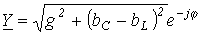 Y̲ = √(g² + (b_C − b_L)²) e^{−jφ}